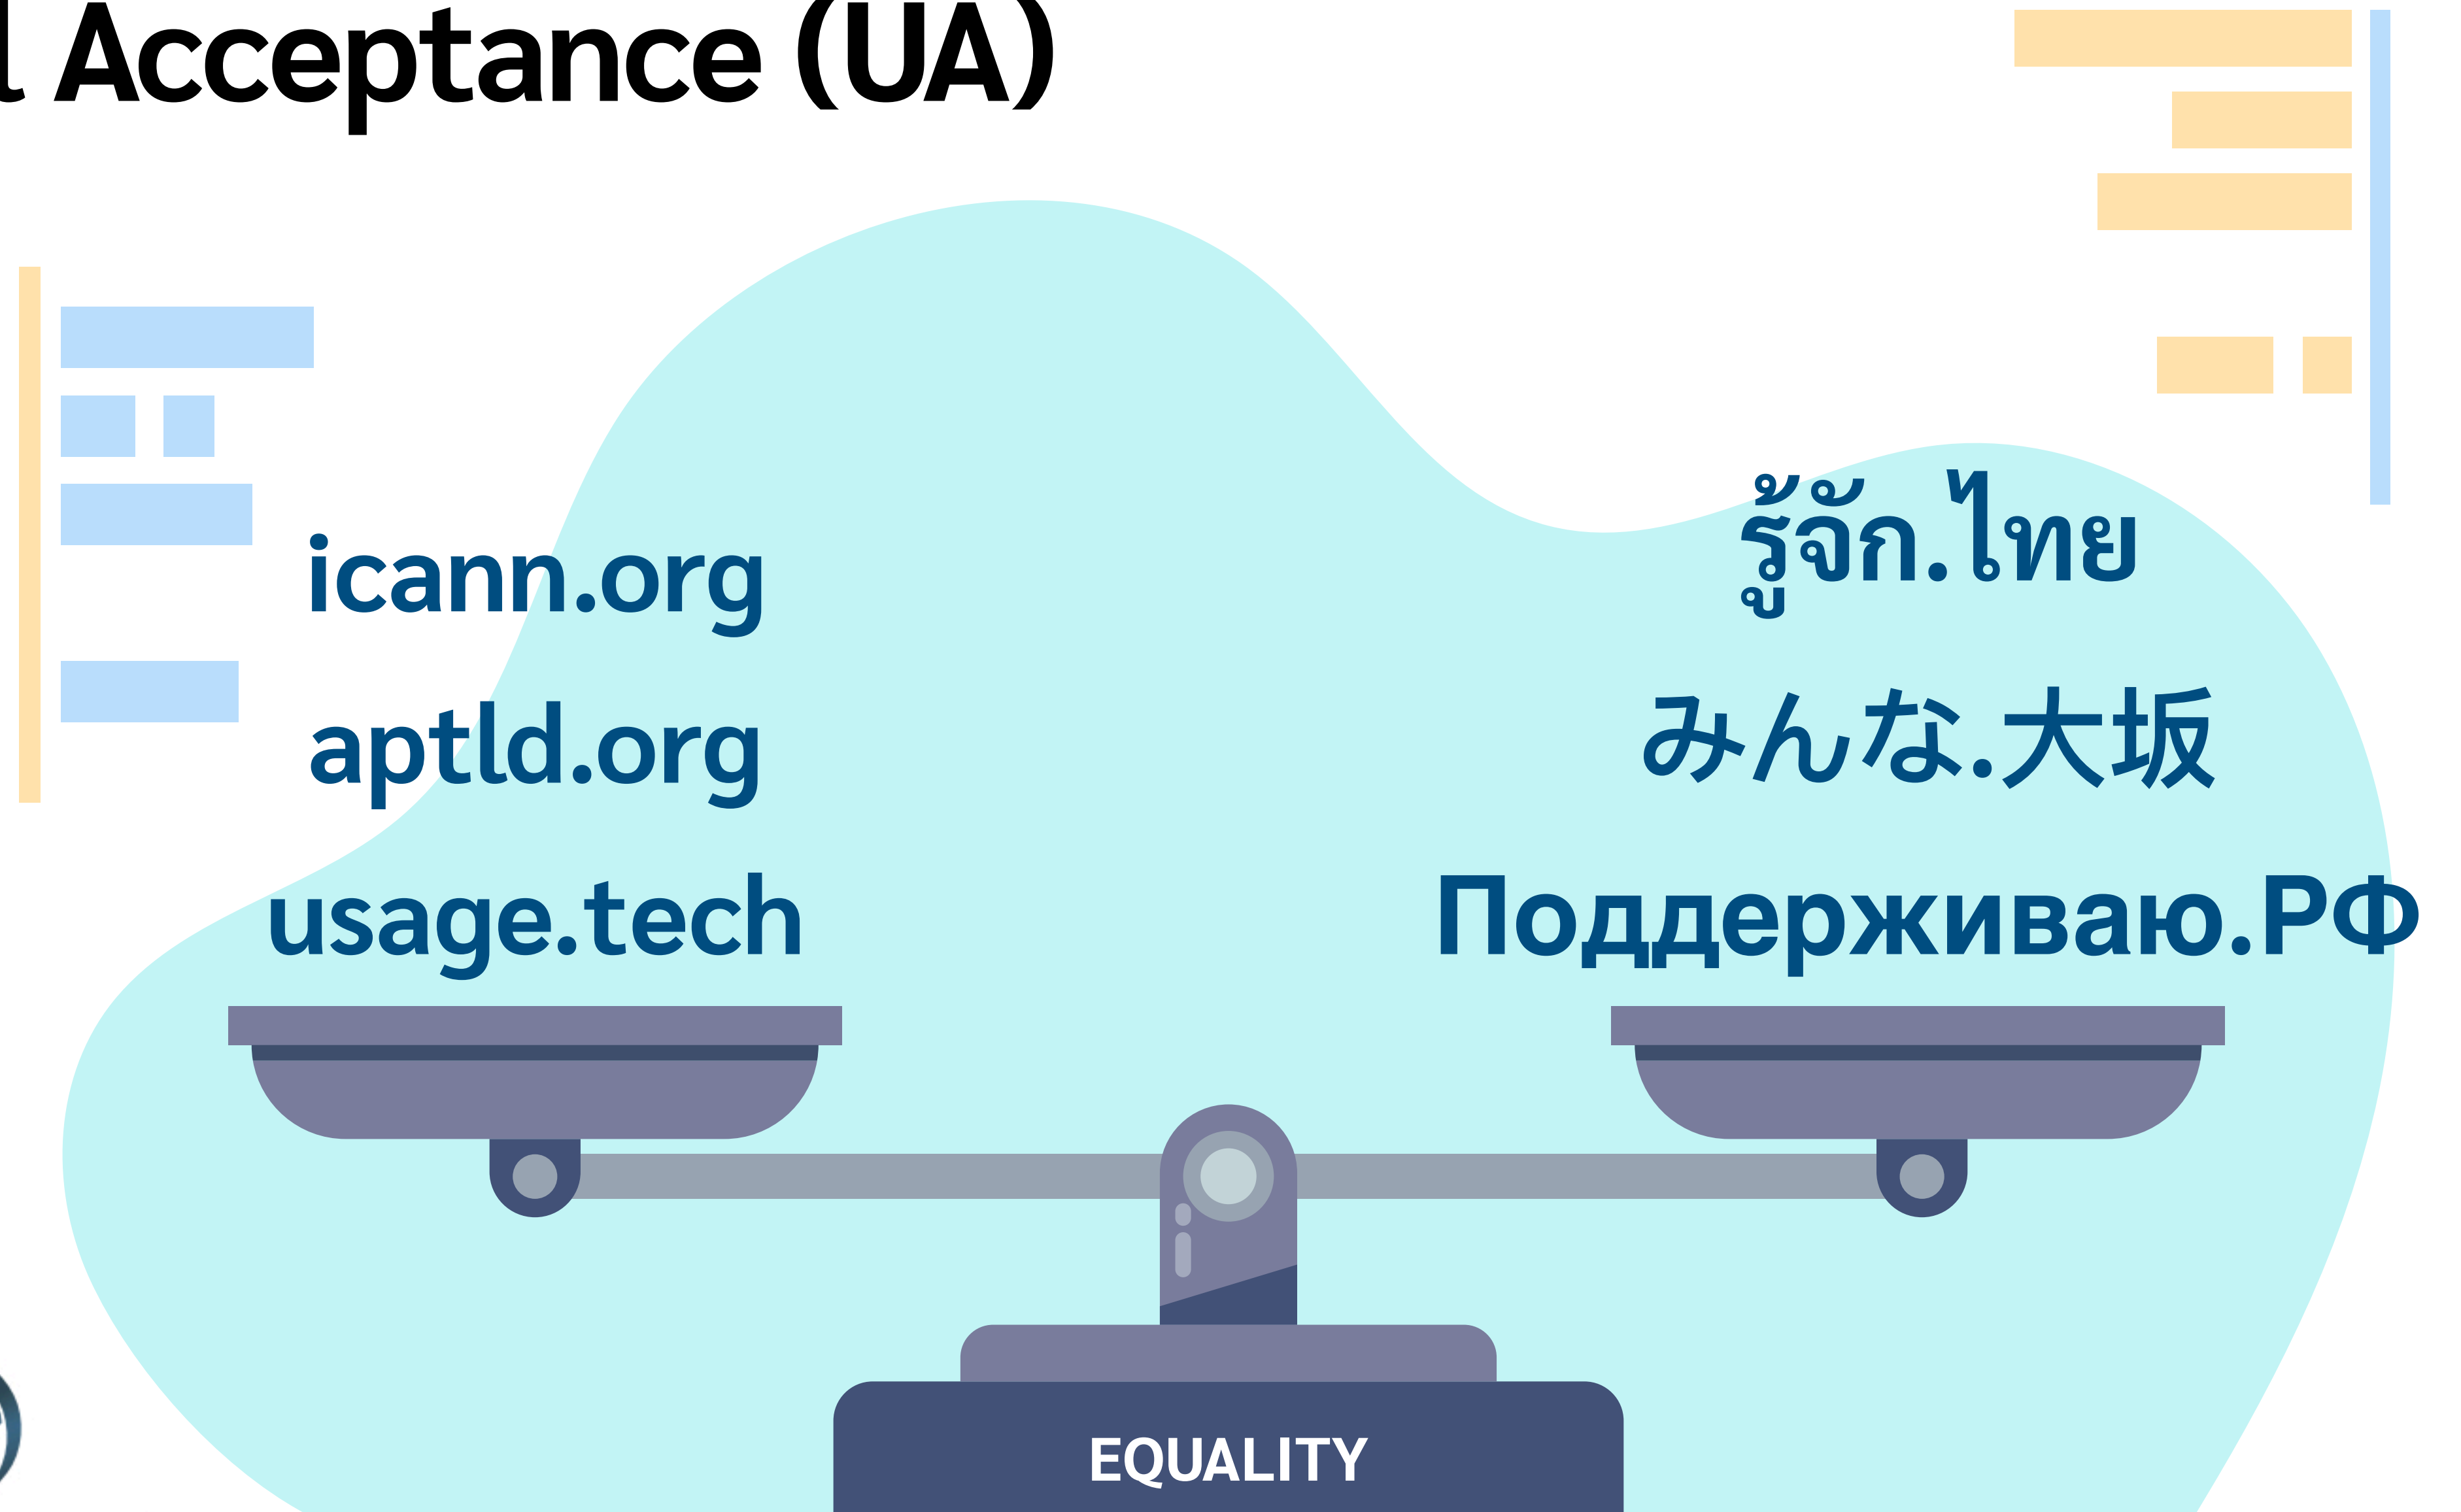 l Acceptance (UA)
icann.org
aptld.org
usage.tech
รู้จัก.ไทย
みんな.大坂
Поддерживаю.РФ
EQUALITY